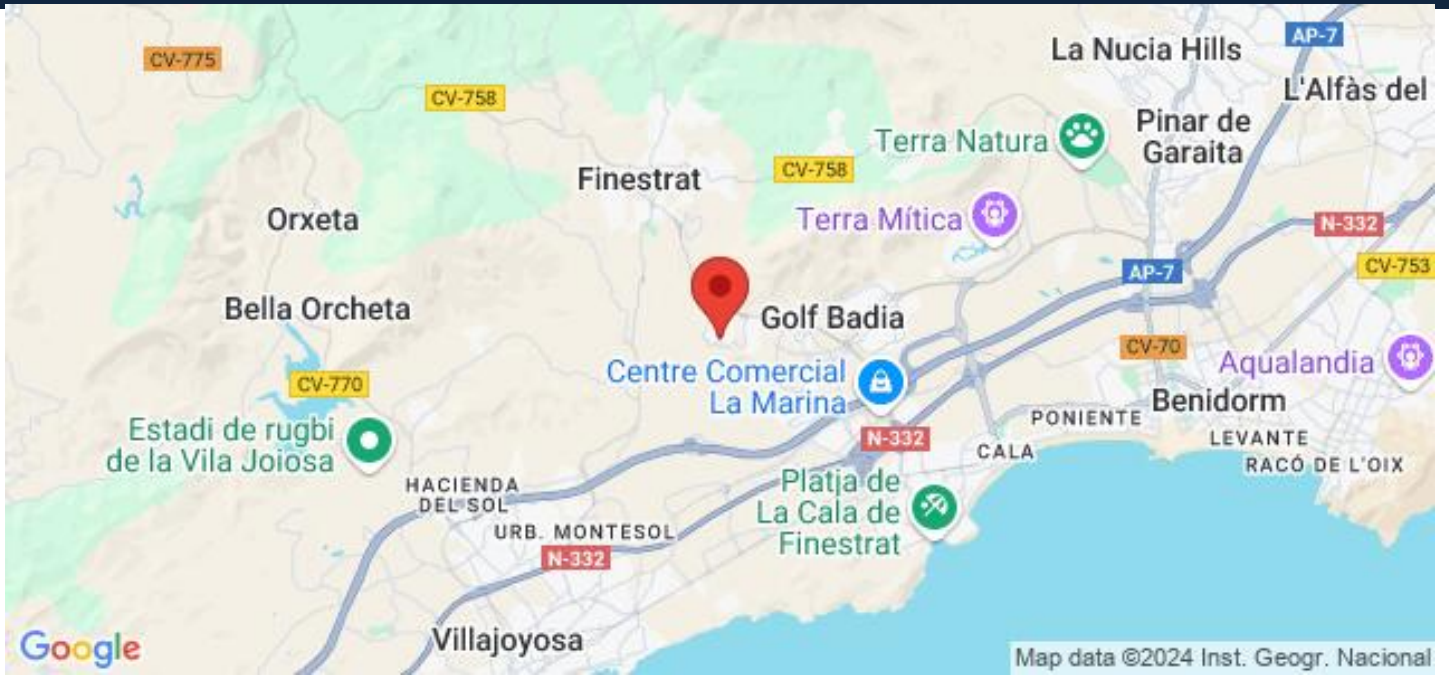 La Nucia Hills
AP-7
CV-775
L'Alfàs del
CV-758
Terra Natura
Pinar de
Garaita
Finestrat
CV-758
Orxeta
Terra Mítica
N-332
CV-753
AP-7
Bella Orcheta
Golf Badia
CV-70
Centre Comercial
La Marina
Aqualandia
CV-770
Benidorm
PONIENTE
Estadi de rugbi
de la Vila Joiosa
N-332
LEVANTE
CALA
RACÓ DE L'OIX
HACIENDA
DEL SOL
Platja de
La Cala de
Finestrat
URB. MONTESOL
N-332
Villajoyosa
Google
Map data ©2024 Inst. Geogr. Nacional